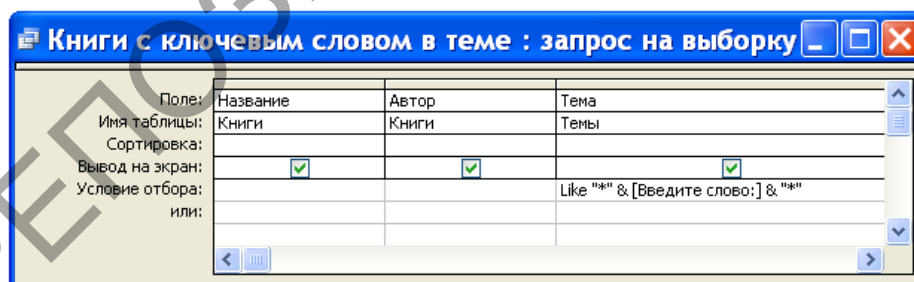 Книги с ключевым словом в теме : запрос на выборку
Поле: Название Автор Тема
Имя таблицы: Книги Книги Темы
Сортировка:
Вывод на экран:
Условие отбора: Like "*" & [Введите слово:] & "*"
или:
ЕПОЗ